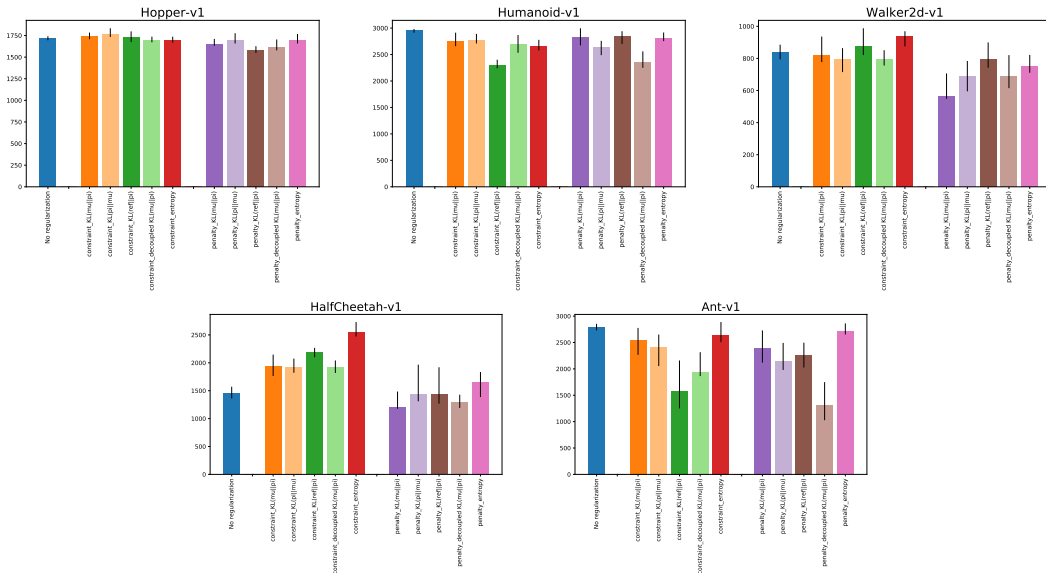 Hopper-v1
1750
1500
1250
1000
750
500
250
0
No regularization
constraint_KL(mu||pi)
constraint_KL(pi||mu)
constraint_KL(ref||pi)
constraint_decoupled KL(mu||pi)
constraint_entropy
penalty_KL(mu||pi)
penalty_KL(pi||mu)
penalty_KL(ref||pi)
penalty_decoupled KL(mu||pi)
penalty_entropy
Humanoid-v1
3000
2500
2000
1500
1000
500
0
No regularization
constraint_KL(mu||pi)
constraint_KL(pi||mu)
constraint_KL(ref||pi)
constraint_decoupled KL(mu||pi)
constraint_entropy
penalty_KL(mu||pi)
penalty_KL(pi||mu)
penalty_KL(ref||pi)
penalty_decoupled KL(mu||pi)
penalty_entropy
Walker2d-v1
1000
800
600
400
200
0
No regularization
constraint_KL(mu||pi)
constraint_KL(pi||mu)
constraint_KL(ref||pi)
constraint_decoupled KL(mu||pi)
constraint_entropy
penalty_KL(mu||pi)
penalty_KL(pi||mu)
penalty_KL(ref||pi)
penalty_decoupled KL(mu||pi)
penalty_entropy
HalfCheetah-v1
2500
2000
1500
1000
500
0
No regularization
constraint_KL(mu||pi)
constraint_KL(pi||mu)
constraint_KL(ref||pi)
constraint_decoupled KL(mu||pi)
constraint_entropy
penalty_KL(mu||pi)
penalty_KL(pi||mu)
penalty_KL(ref||pi)
penalty_decoupled KL(mu||pi)
penalty_entropy
Ant-v1
3000
2500
2000
1500
1000
500
0
No regularization
constraint_KL(mu||pi)
constraint_KL(pi||mu)
constraint_KL(ref||pi)
constraint_decoupled KL(mu||pi)
constraint_entropy
penalty_KL(mu||pi)
penalty_KL(pi||mu)
penalty_KL(ref||pi)
penalty_decoupled KL(mu||pi)
penalty_entropy